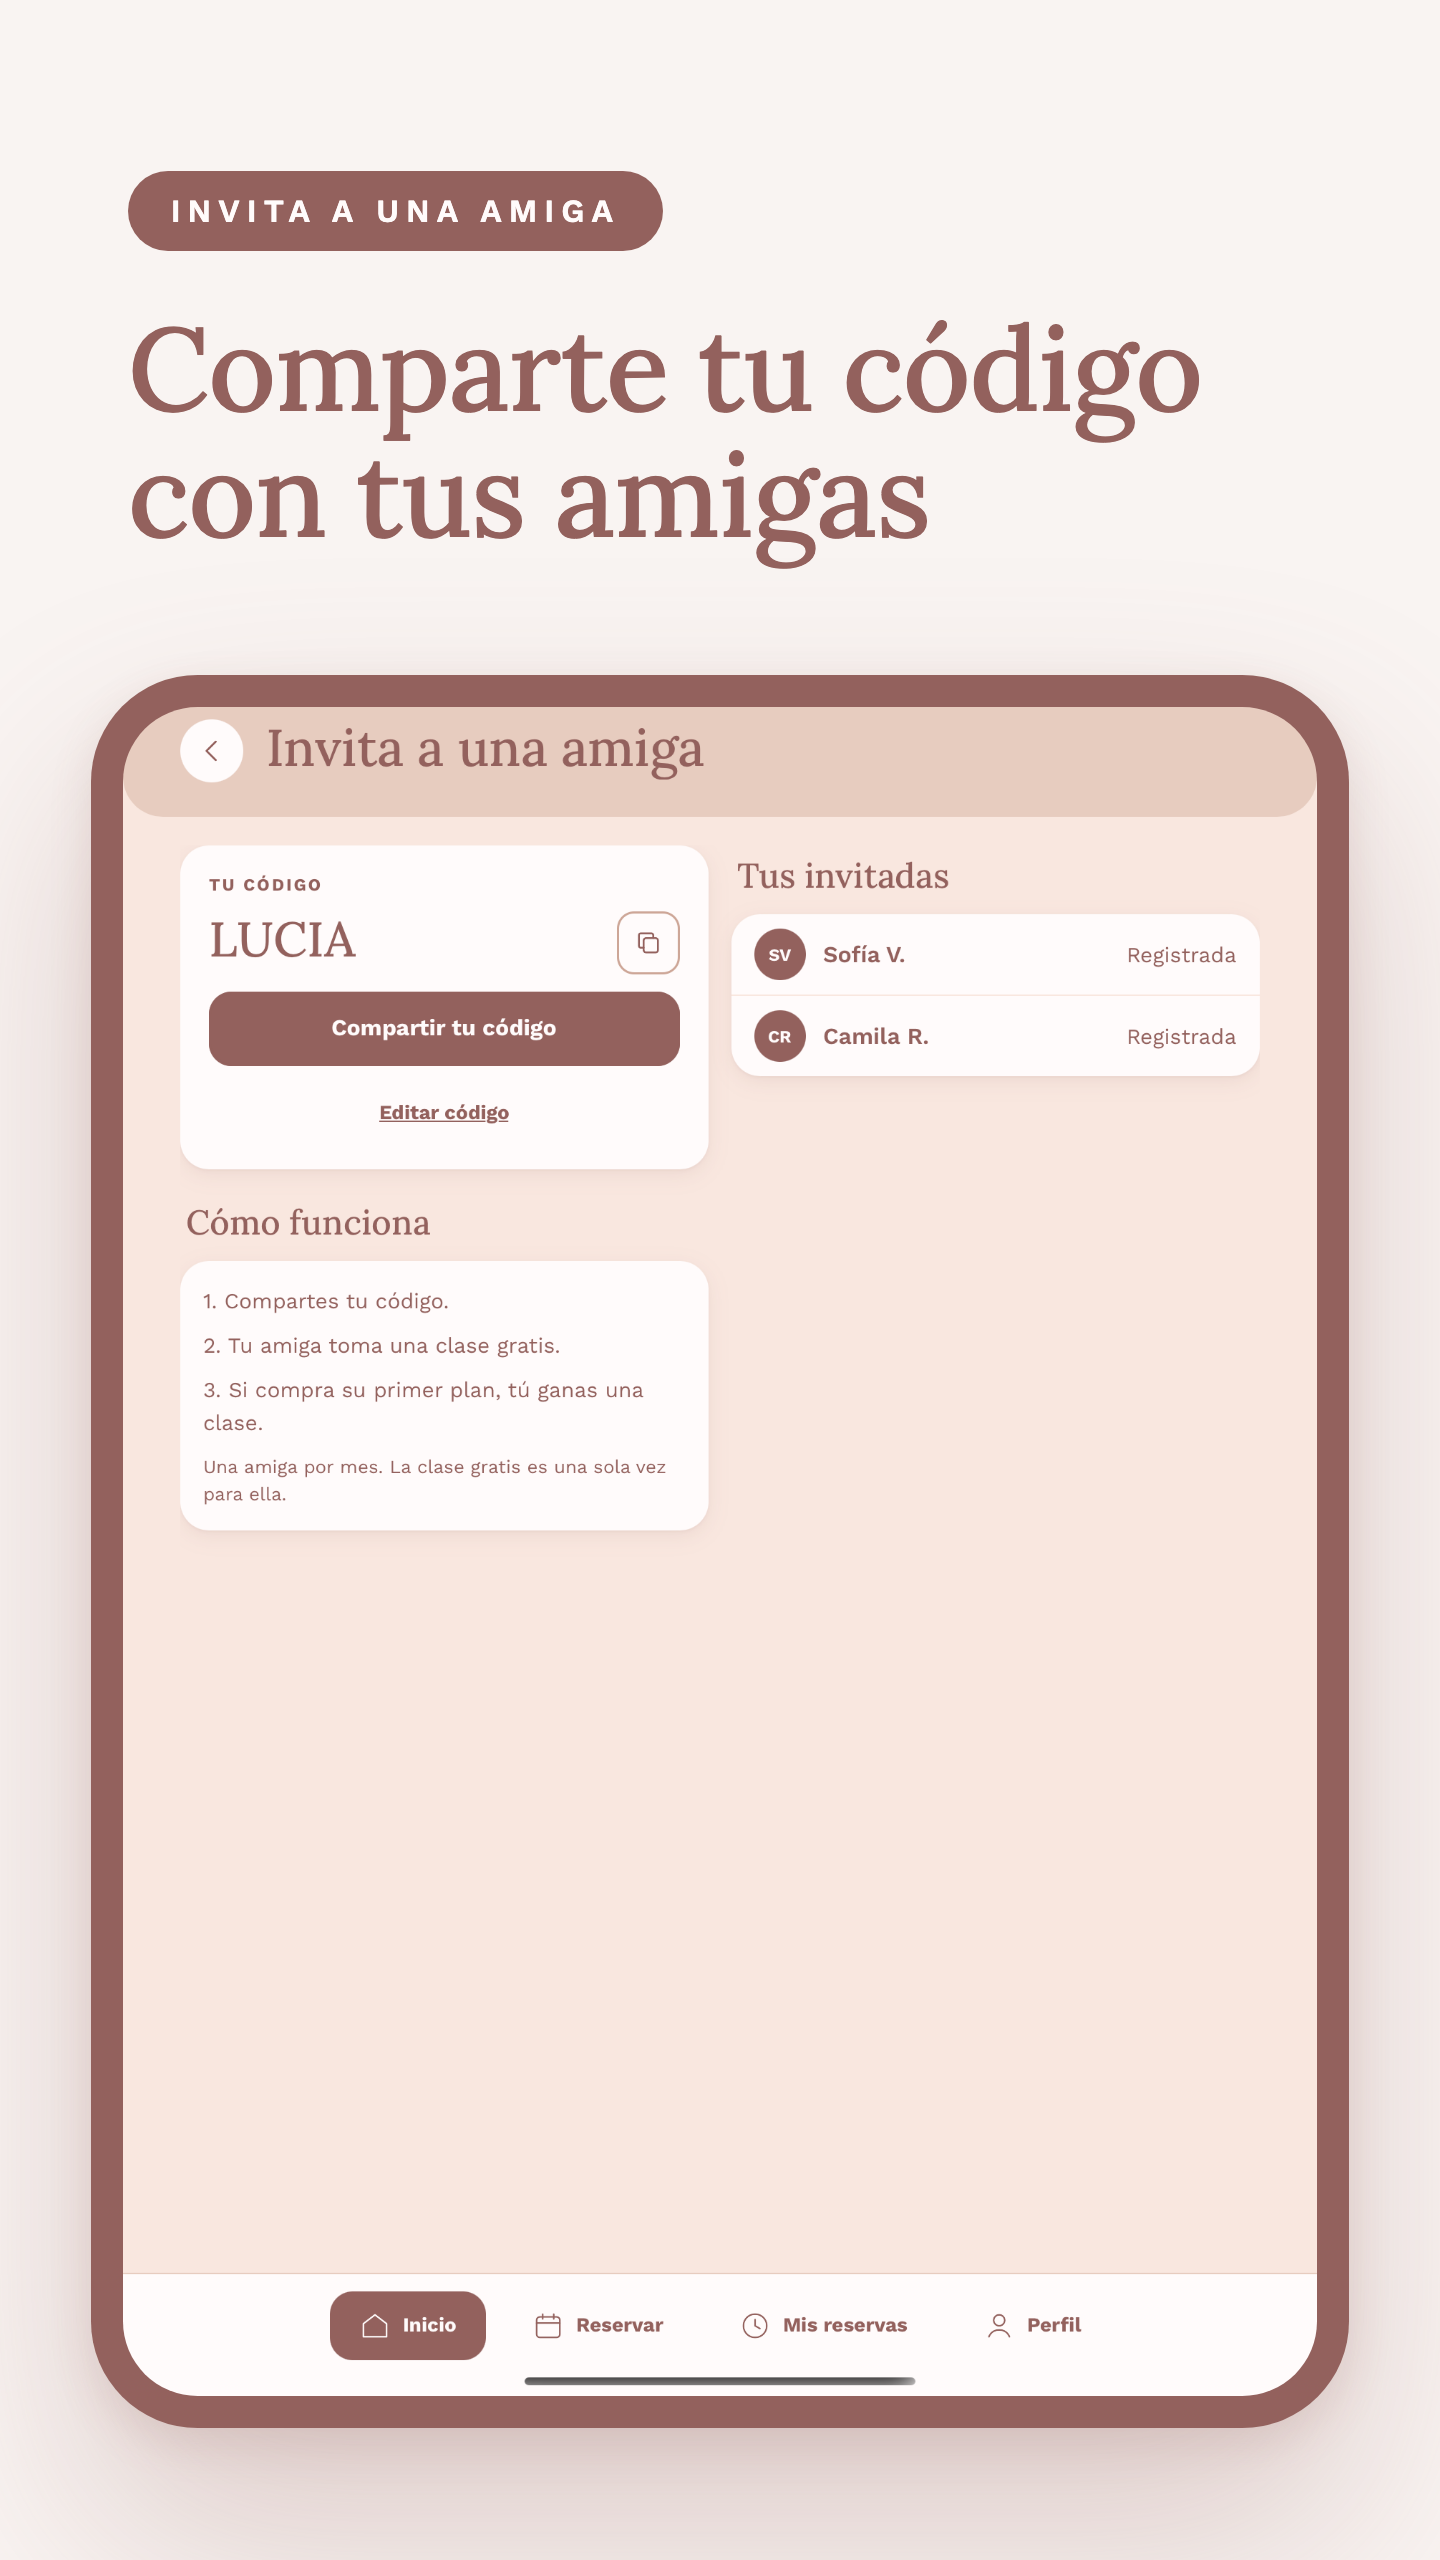 INVITA A UNA AMIGA
Comparte tu código
con tus amigas
Invita a una amiga
TU CÓDIGO
LUCIA
Compartir tu código
Editar código
Cómo funciona
1. Compartes tu código.
2. Tu amiga toma una clase gratis.
3. Si compra su primer plan, tú ganas una
clase.
Una amiga por mes. La clase gratis es una sola vez
para ella.
Tus invitadas
SV Sofía V. Registrada
CR Camila R. Registrada
Inicio Reservar Mis reservas Perfil